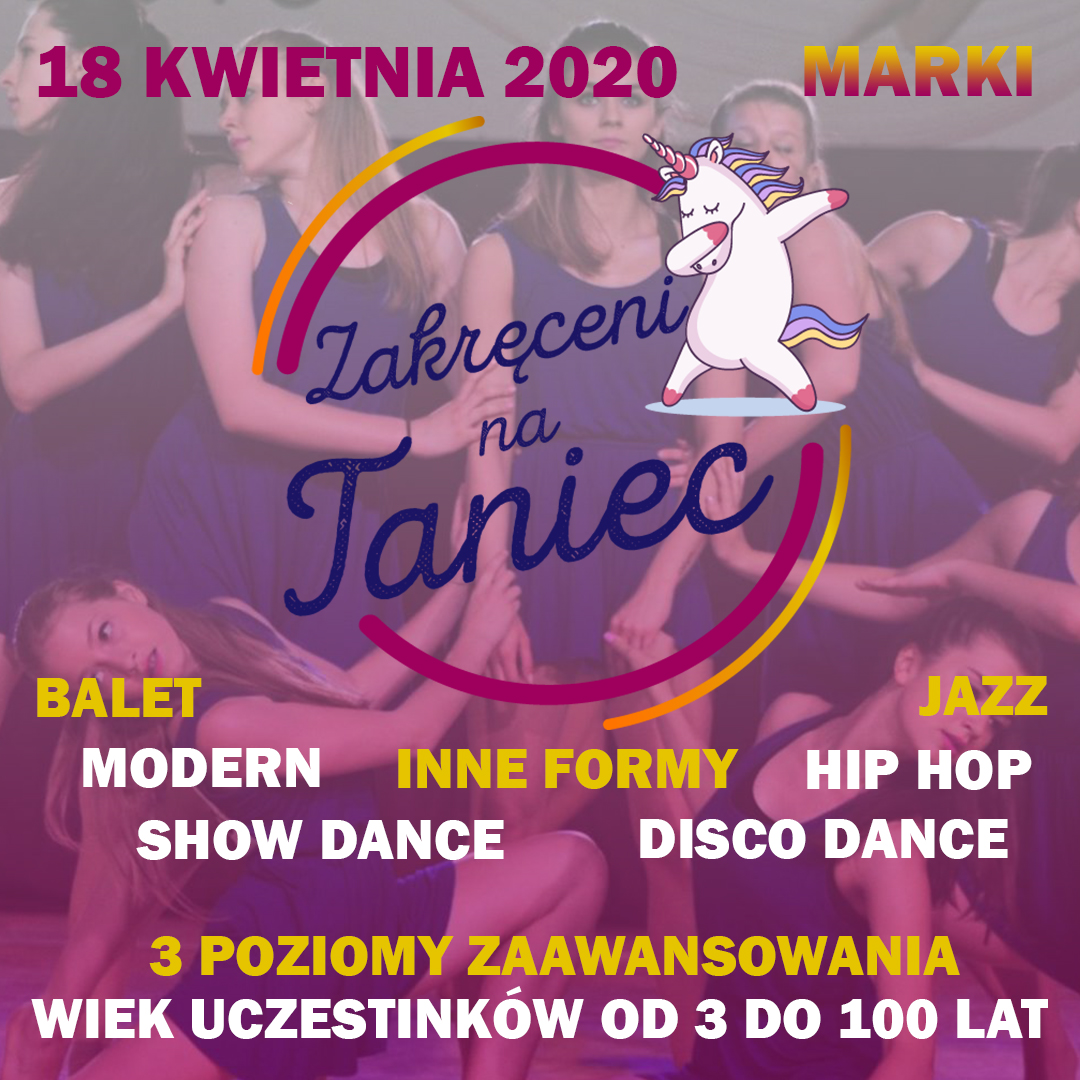 18 KWIETNIA 2020
MARKI
Zakręceni
na
Taniec
BALET
JAZZ
MODERN
INNE FORMY
HIP HOP
SHOW DANCE
DISCO DANCE
3 POZIOMY ZAAWANSOWANIA
WIEK UCZESTINKÓW OD 3 DO 100 LAT